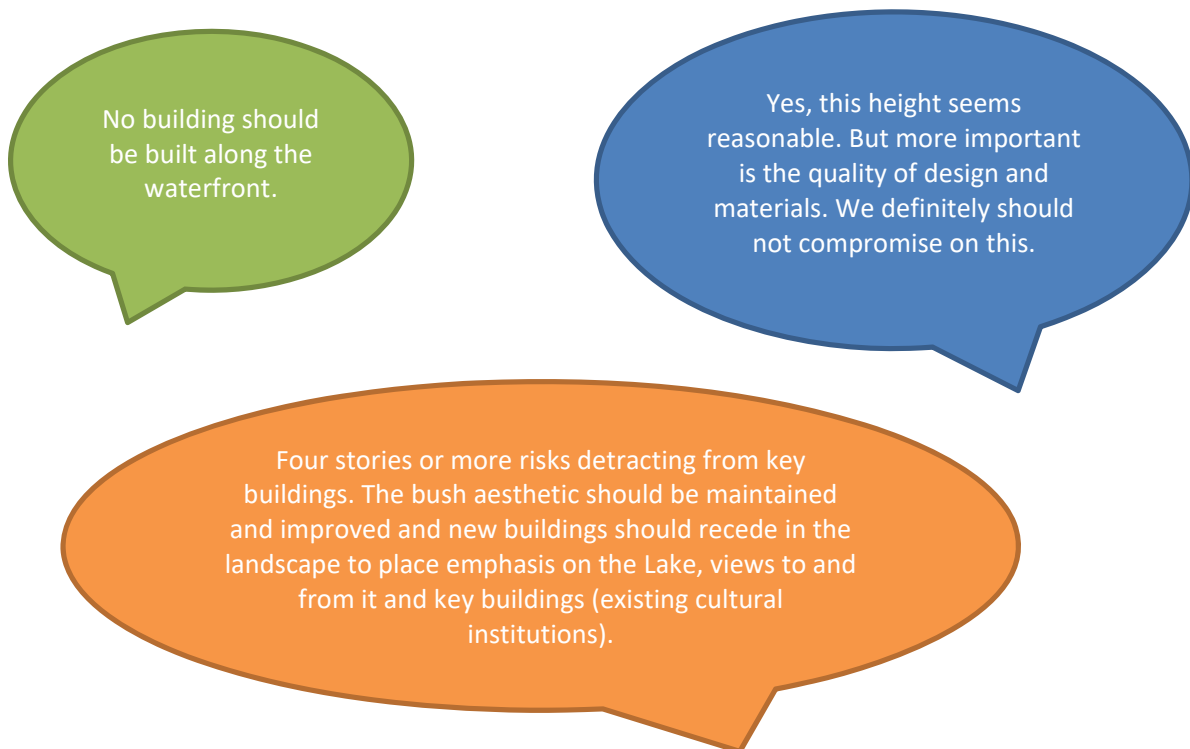 No building should
be built along the
waterfront.
Yes, this height seems
reasonable. But more important
is the quality of design and
materials. We definitely should
not compromise on this.
Four stories or more risks detracting from key
buildings. The bush aesthetic should be maintained
and improved and new buildings should recede in the
landscape to place emphasis on the Lake, views to and
from it and key buildings (existing cultural
institutions).